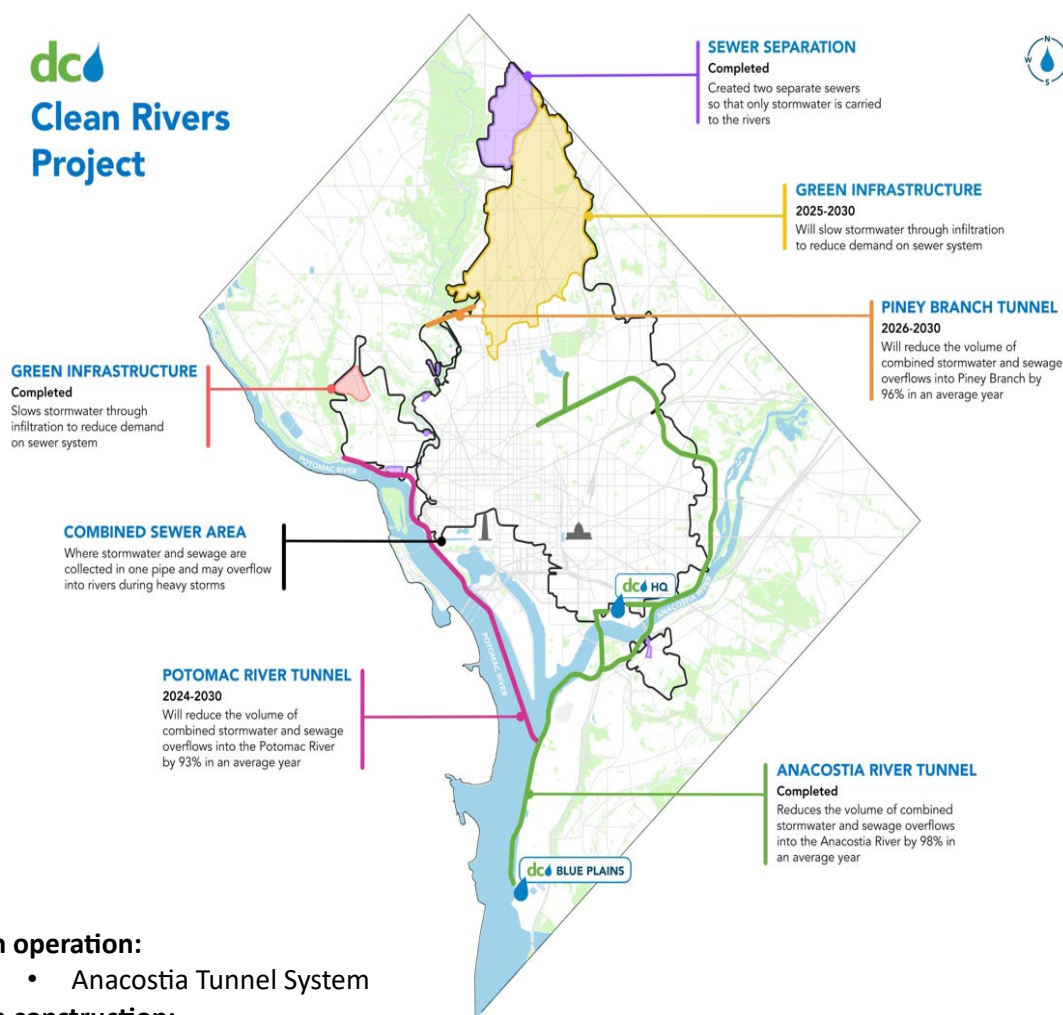 dc
Clean Rivers
Project
SEWER SEPARATION
Completed
Created two separate sewers
so that only stormwater is carried
to the rivers
N
W
E
S
GREEN INFRASTRUCTURE
2025-2030
Will slow stormwater through infiltration
to reduce demand on sewer system
PINEY BRANCH TUNNEL
2026-2030
Will reduce the volume of
combined stormwater and sewage
overflows into Piney Branch by
96% in an average year
GREEN INFRASTRUCTURE
Completed
Slows stormwater through
infiltration to reduce demand
on sewer system
POTOMAC RIVER
COMBINED SEWER AREA
Where stormwater and sewage are
collected in one pipe and may overflow
into rivers during heavy storms
dc HQ
ANACOSTIA RIVER
POTOMAC RIVER
POTOMAC RIVER TUNNEL
2024-2030
Will reduce the volume of
combined stormwater and sewage
overflows into the Potomac River
by 93% in an average year
ANACOSTIA RIVER TUNNEL
Completed
Reduces the volume of combined
stormwater and sewage overflows
into the Anacostia River by 98% in
an average year
dc BLUE PLAINS
operation:
• Anacostia Tunnel System
construction: